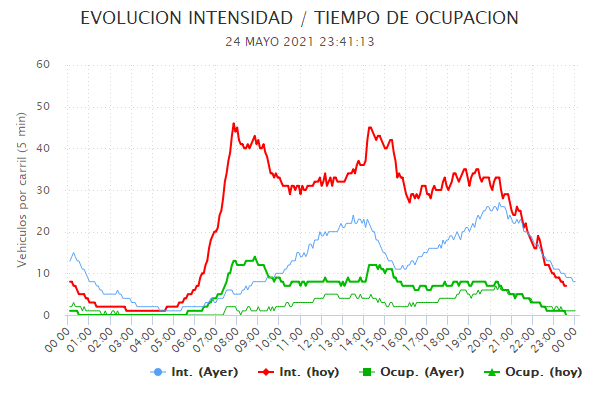 EVOLUCION INTENSIDAD / TIEMPO DE OCUPACION
24 MAYO 2021 23:41:13
Vehiculos por carril (5 min)
60
50
40
30
20
10
0
00:00 01:00 02:00 03:00 04:00 05:00 06:00 07:00 08:00 09:00 10:00 11:00 12:00 13:00 14:00 15:00 16:00 17:00 18:00 19:00 20:00 21:00 22:00 23:00 00:00
Int. (Ayer) Int. (hoy) Ocup. (Ayer) Ocup. (hoy)